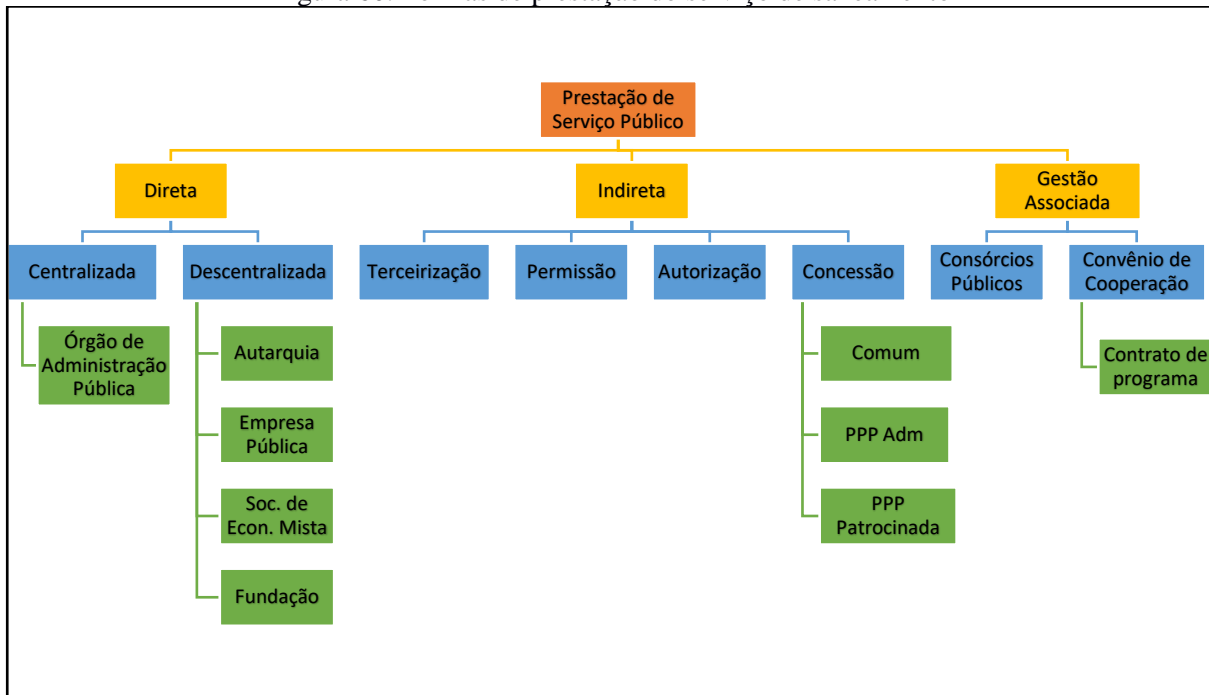 Prestação de
Serviço Público
Direta
Indireta
Gestão
Associada
Centralizada
Descentralizada
Terceirização
Permissão
Autorização
Concessão
Consórcios
Públicos
Convênio de
Cooperação
Órgão de
Administração
Pública
Autarquia
Empresa
Pública
Soc. de
Econ. Mista
Fundação
Comum
PPP Adm
PPP
Patrocinada
Contrato de
programa